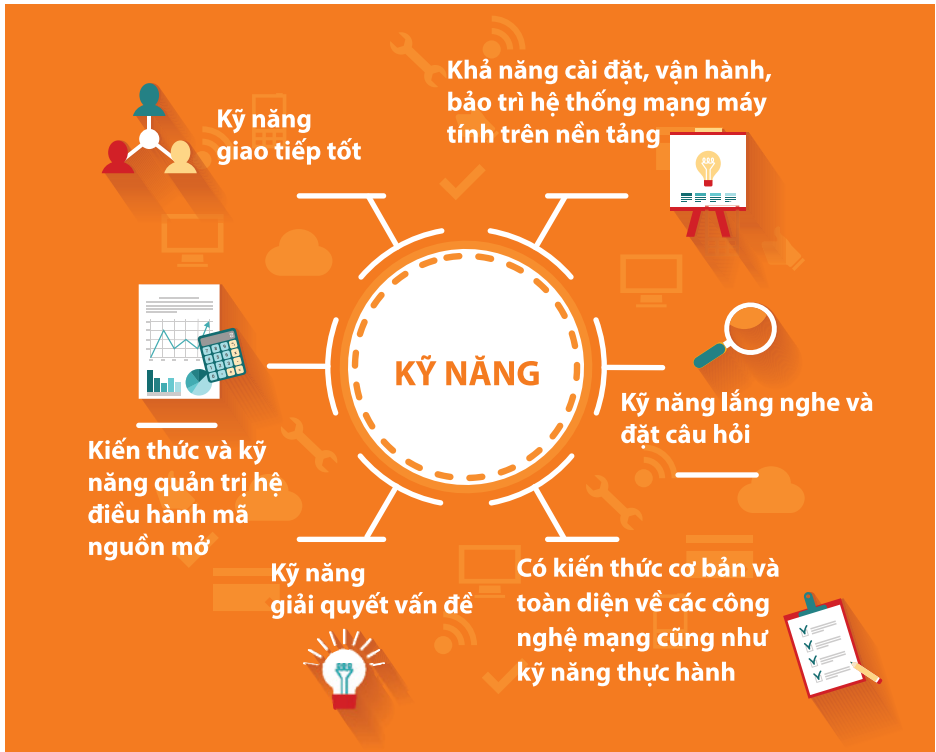 Kỹ năng
giao tiếp tốt
Khả năng cài đặt, vận hành,
bảo trì hệ thống mạng máy
tính trên nền tảng
KỸ NĂNG
Kỹ năng lắng nghe và
đặt câu hỏi
Kiến thức và kỹ
năng quản trị hệ
điều hành mã
nguồn mở
Kỹ năng
giải quyết vấn đề
Có kiến thức cơ bản và
toàn diện về các công
nghệ mạng cũng như
kỹ năng thực hành